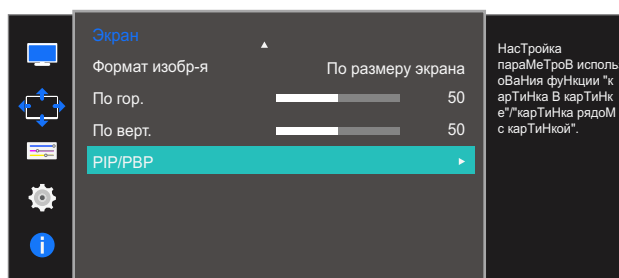 Экран
Формат изобр-я По размеру экрана
По гор. 50
По верт. 50
PIP/PBP
НасТройка
параМеТроВ исполь
оВаНия фуНкции "к
арТиНка В карТиНк
е"/"карТиНка рядоМ
с карТиНкой".